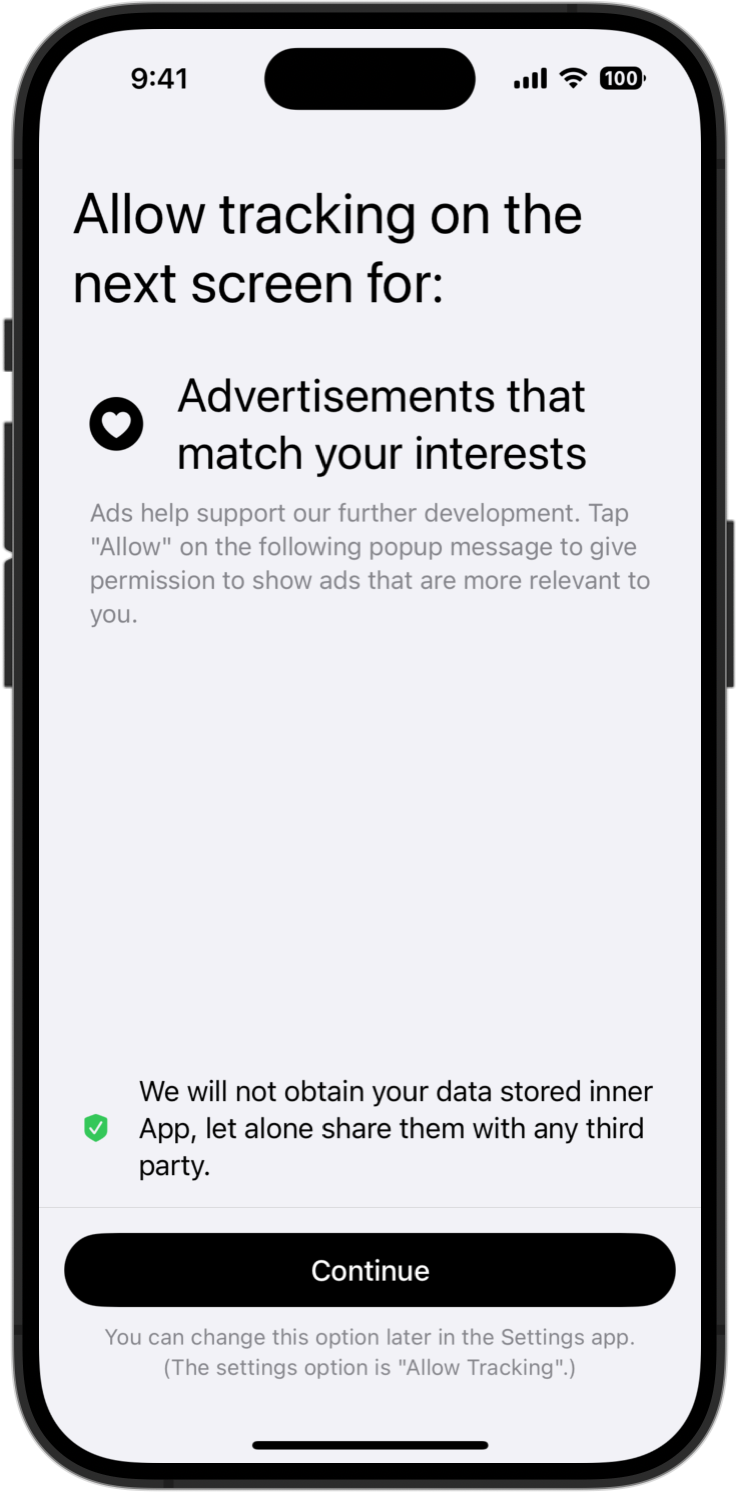 9:41
100
Allow tracking on the
next screen for:
Advertisements that
match your interests
Ads help support our further development. Tap
"Allow" on the following popup message to give
permission to show ads that are more relevant to
you.
We will not obtain your data stored inner
App, let alone share them with any third
party.
Continue
You can change this option later in the Settings app.
(The settings option is "Allow Tracking".)